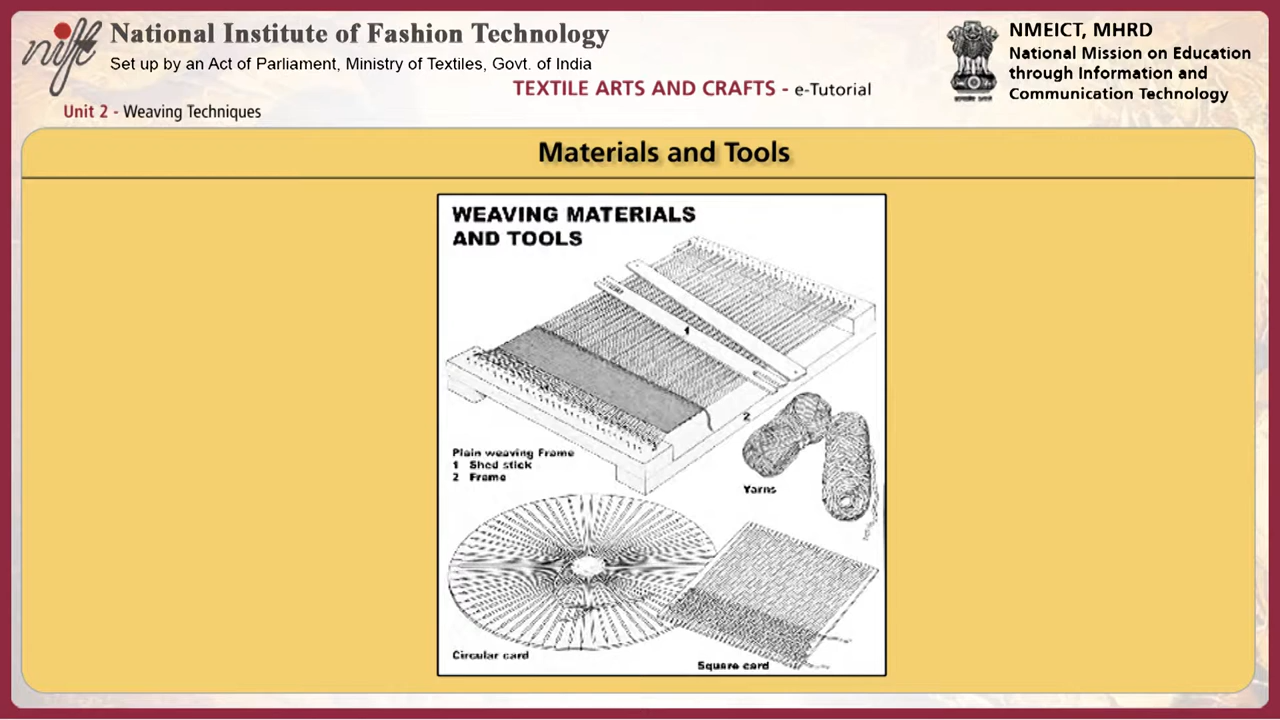 nift
National Institute of Fashion Technology
Set up by an Act of Parliament, Ministry of Textiles, Govt. of India
TEXTILE ARTS AND CRAFTS - e-Tutorial
NMEICT, MHRD
National Mission on Education
through Information and
Communication Technology
Unit 2 - Weaving Techniques
Materials and Tools
WEAVING MATERIALS
AND TOOLS
1
2
Plain weaving Frame
1 Shed stick
2 Frame
Yarns
Circular card
Square card